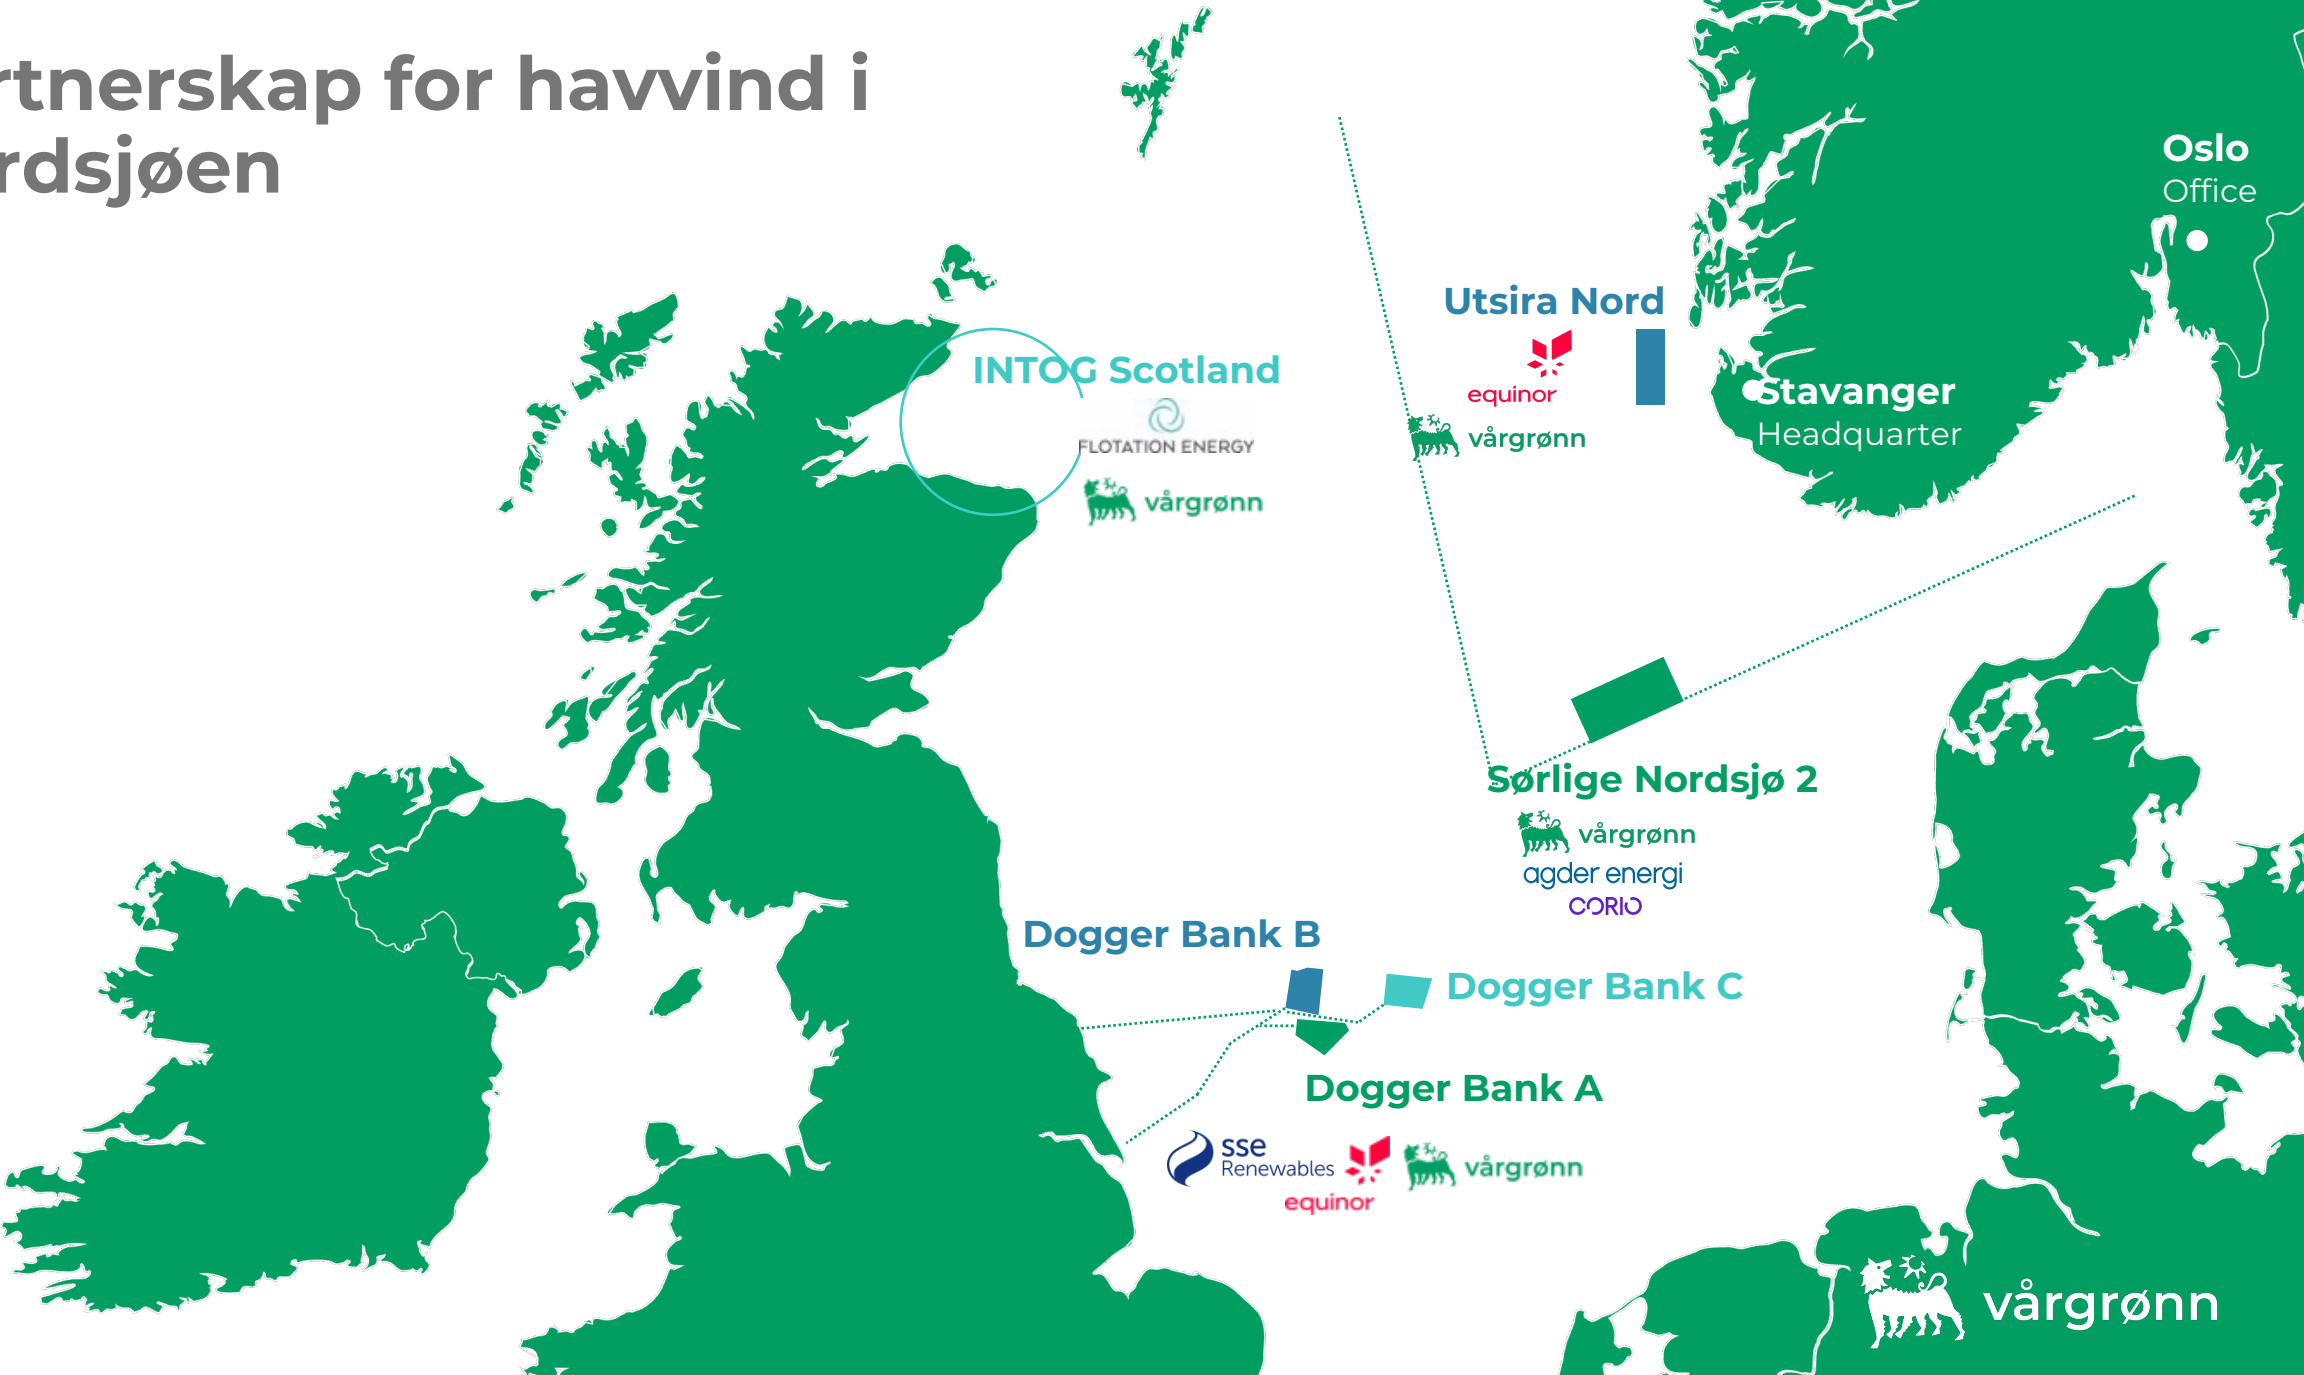 rtnerskap for havvind i
rdsjøen
Oslo
Office
Utsira Nord
equinor
vårgrønn
Stavanger
Headquarter
INTOG Scotland
FLOTATION ENERGY
vårgrønn
Sørlige Nordsjø 2
vårgrønn
agder energi
CORIO
Dogger Bank B
Dogger Bank C
Dogger Bank A
sse
Renewables
equinor
vårgrønn
vårgrønn